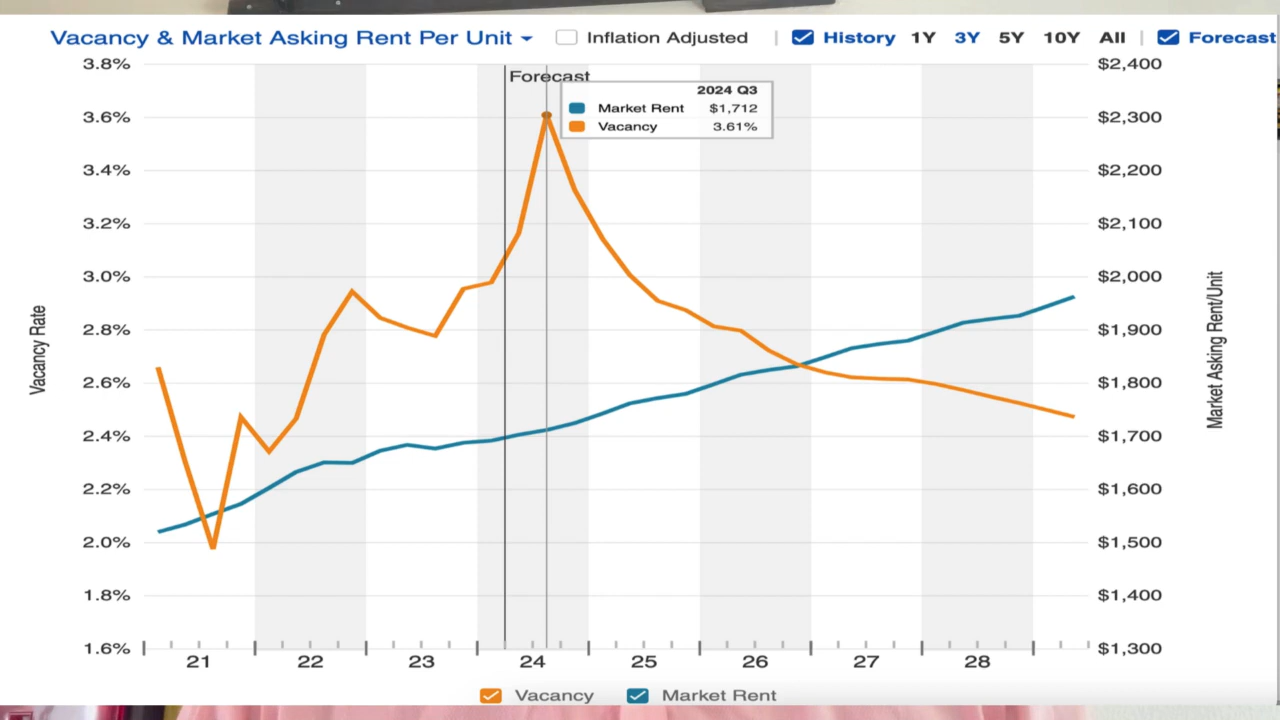 Vacancy & Market Asking Rent Per Unit
Inflation Adjusted
History 1Y 3Y 5Y 10Y All
Forecast
3.8%
3.6%
3.4%
3.2%
3.0%
2.8%
2.6%
2.4%
2.2%
2.0%
1.8%
1.6%
Vacancy Rate
Forecast
2024 Q3
Market Rent $1,712
Vacancy 3.61%
$2,400
$2,300
$2,200
$2,100
$2,000
$1,900
$1,800
$1,700
$1,600
$1,500
$1,400
$1,300
Market Asking Rent/Unit
21 22 23 24 25 26 27 28
Vacancy Market Rent